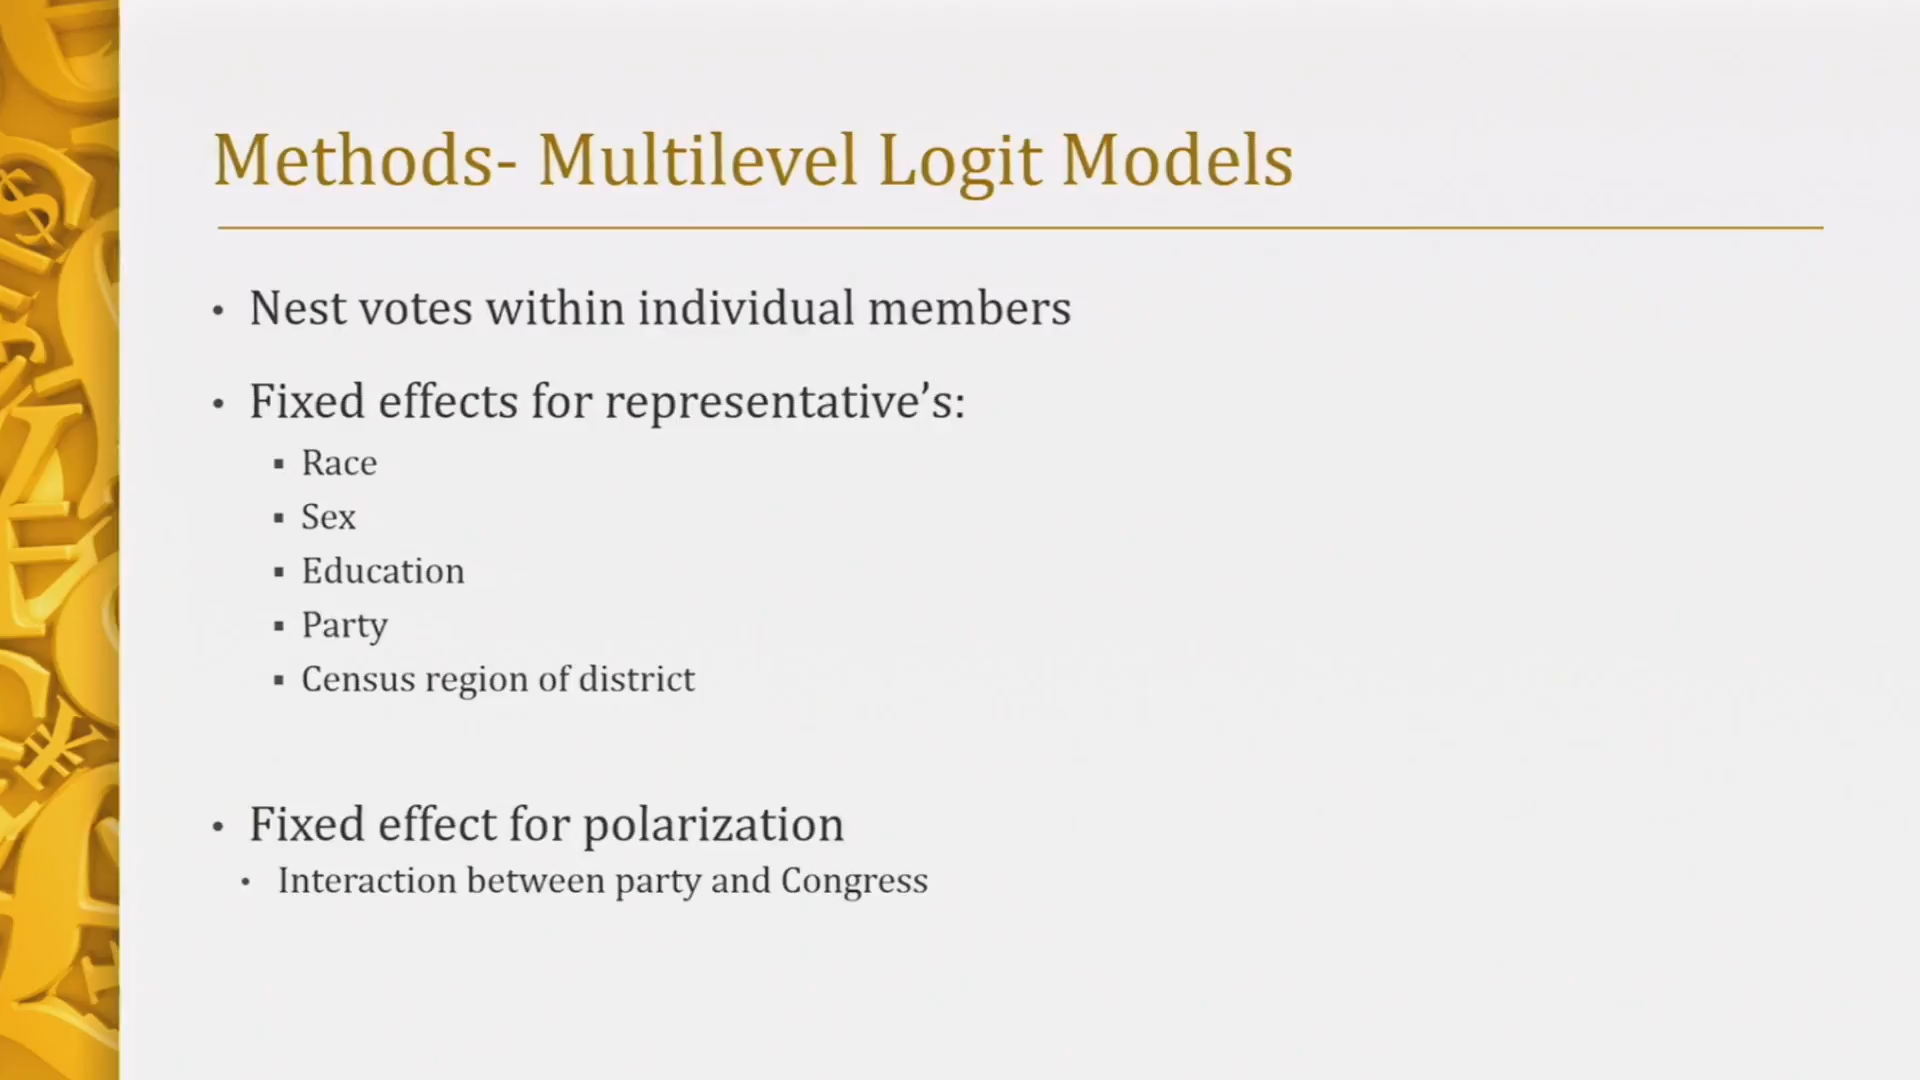 Methods- Multilevel Logit Models
• Nest votes within individual members
• Fixed effects for representative’s:
▪ Race
▪ Sex
▪ Education
▪ Party
▪ Census region of district
• Fixed effect for polarization
• Interaction between party and Congress